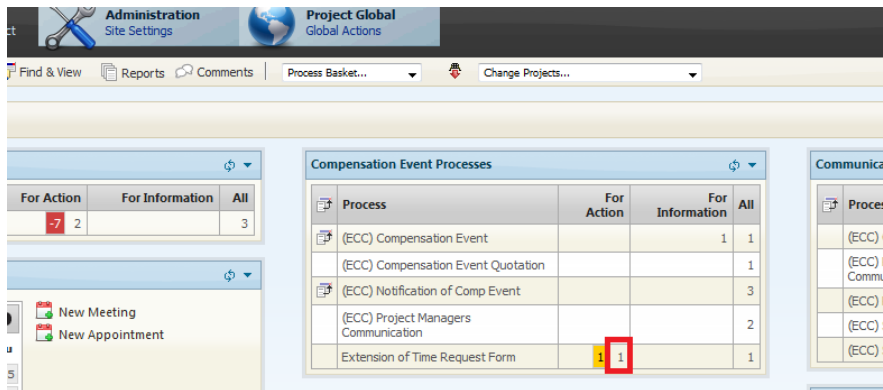 ct
Administration
Site Settings
Project Global
Global Actions
Find & View Reports Comments Process Basket... Change Projects...
For Action For Information All
-7 2 3
New Meeting
New Appointment
u
5
Compensation Event Processes
Process For Action For Information All
(ECC) Compensation Event 1 1
(ECC) Compensation Event Quotation 1
(ECC) Notification of Comp Event 3
(ECC) Project Managers
Communication 2
Extension of Time Request Form 1 1 1
Communica
Proces
(ECC)
(ECC)
Commu
(ECC)
(ECC)
(ECC)